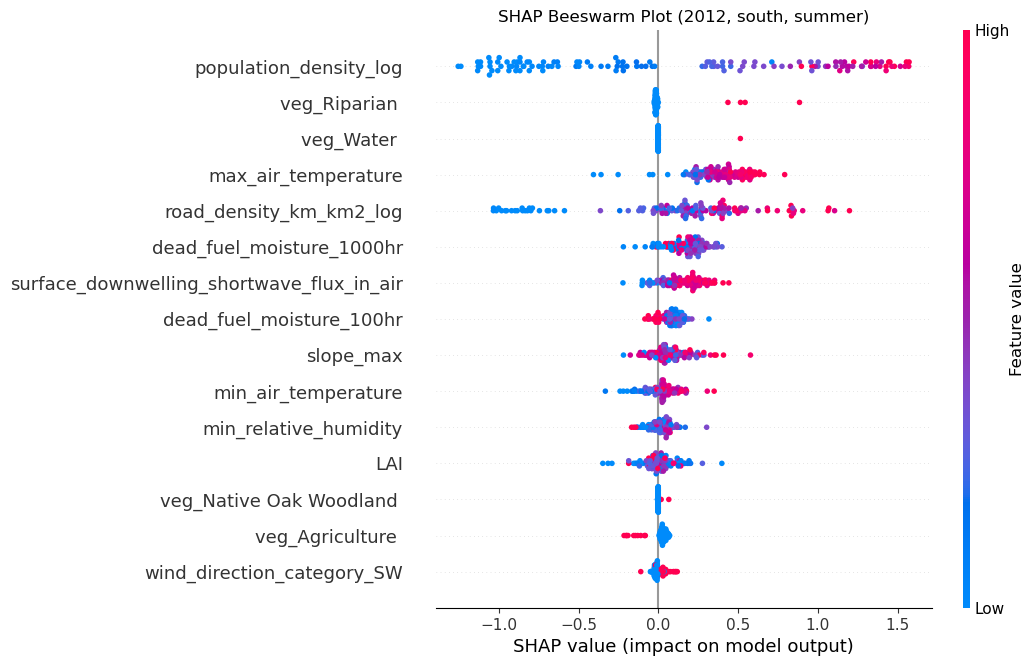 SHAP Beeswarm Plot (2012, south, summer)
High
population_density_log
veg_Riparian
veg_Water
max_air_temperature
road_density_km_km2_log
dead_fuel_moisture_1000hr
surface_downwelling_shortwave_flux_in_air
dead_fuel_moisture_100hr
slope_max
min_air_temperature
min_relative_humidity
LAI
veg_Native Oak Woodland
veg_Agriculture
wind_direction_category_SW
Feature value
Low
−1.0 −0.5 0.0 0.5 1.0 1.5
SHAP value (impact on model output)